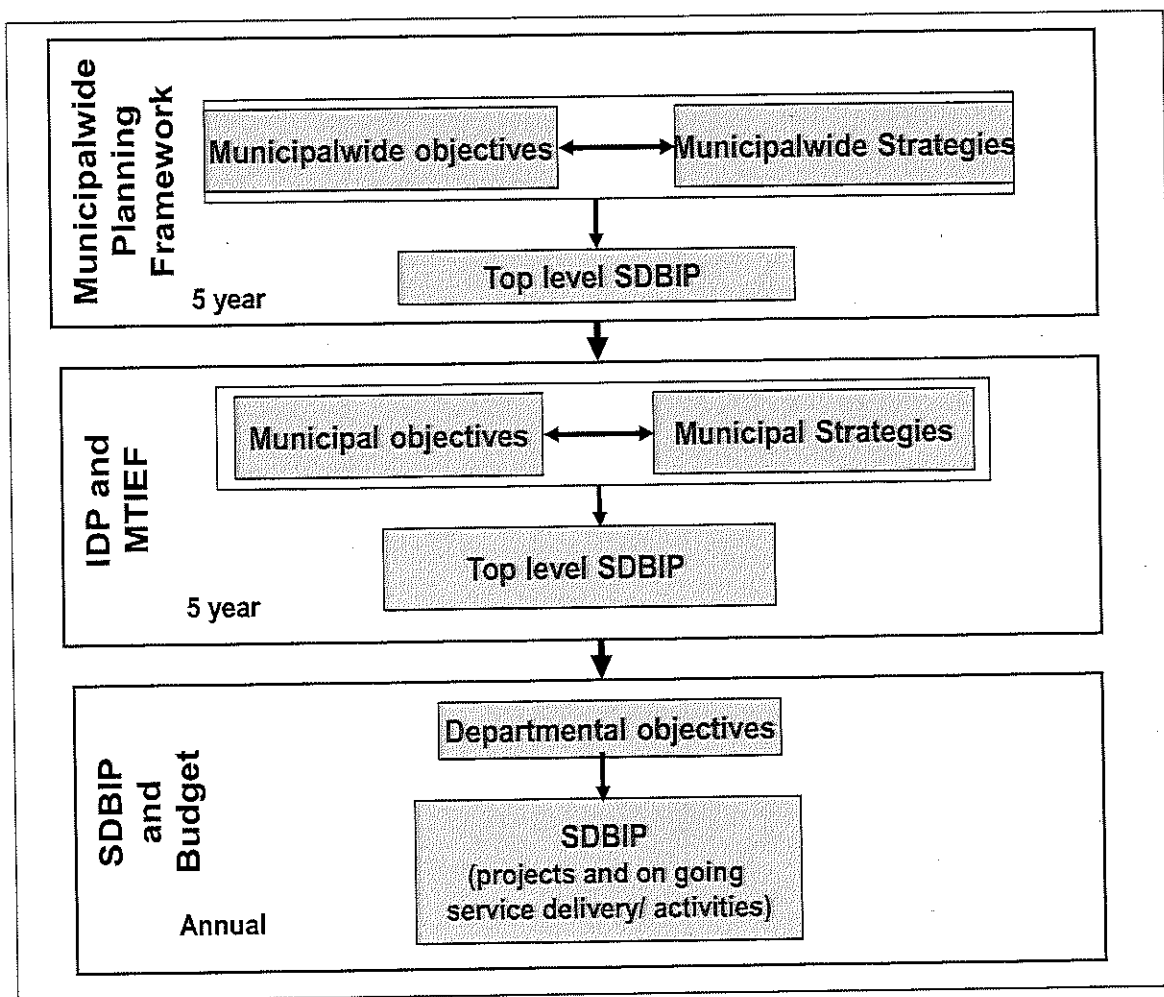 Municipalwide
Planning
Framework
5 year
Municipalwide objectives
Municipalwide Strategies
Top level SDBIP
IDP and
MTIEF
5 year
Municipal objectives
Municipal Strategies
Top level SDBIP
SDBIP
and
Budget
Annual
Departmental objectives
SDBIP
(projects and on going
service delivery/ activities)